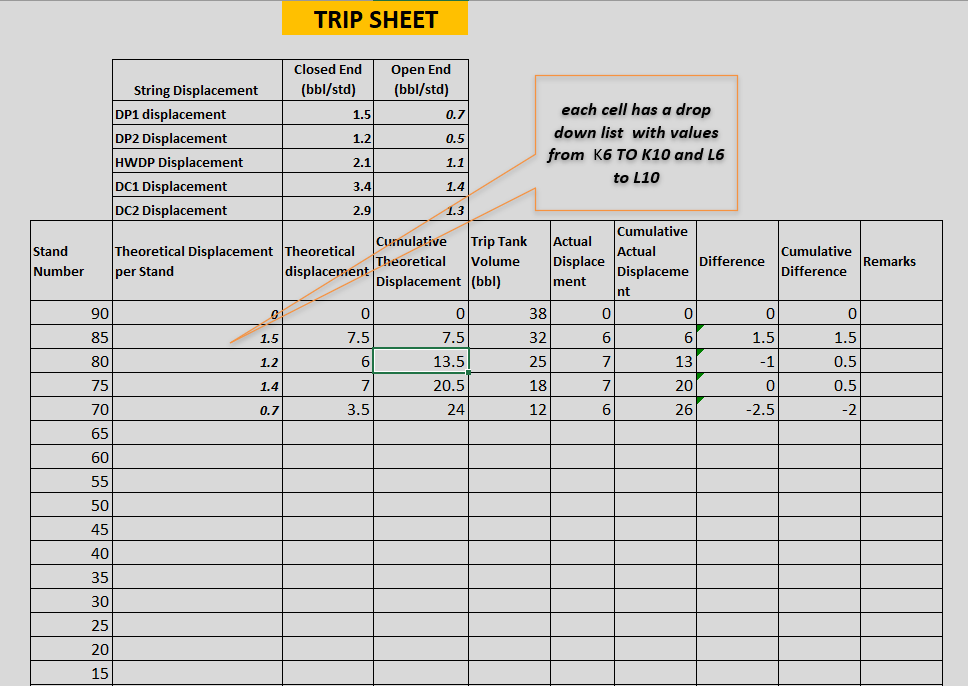 TRIP SHEET
String Displacement Closed End (bbl/std) Open End (bbl/std)
DP1 displacement 1.5 0.7
DP2 Displacement 1.2 0.5
HWDP Displacement 2.1 1.1
DC1 Displacement 3.4 1.4
DC2 Displacement 2.9 1.3
each cell has a drop
down list with values
from K6 TO K10 and L6
to L10
Stand Number Theoretical Displacement per Stand Theoretical displacement Cumulative Theoretical Displacement Trip Tank Volume (bbl) Actual Displace ment Cumulative Actual Displaceme nt Difference Cumulative Difference Remarks
90 0 0 0 38 0 0 0 0
85 1.5 7.5 7.5 32 6 6 1.5 1.5
80 1.2 6 13.5 25 7 13 -1 0.5
75 1.4 7 20.5 18 7 20 0 0.5
70 0.7 3.5 24 12 6 26 -2.5 -2
65
60
55
50
45
40
35
30
25
20
15